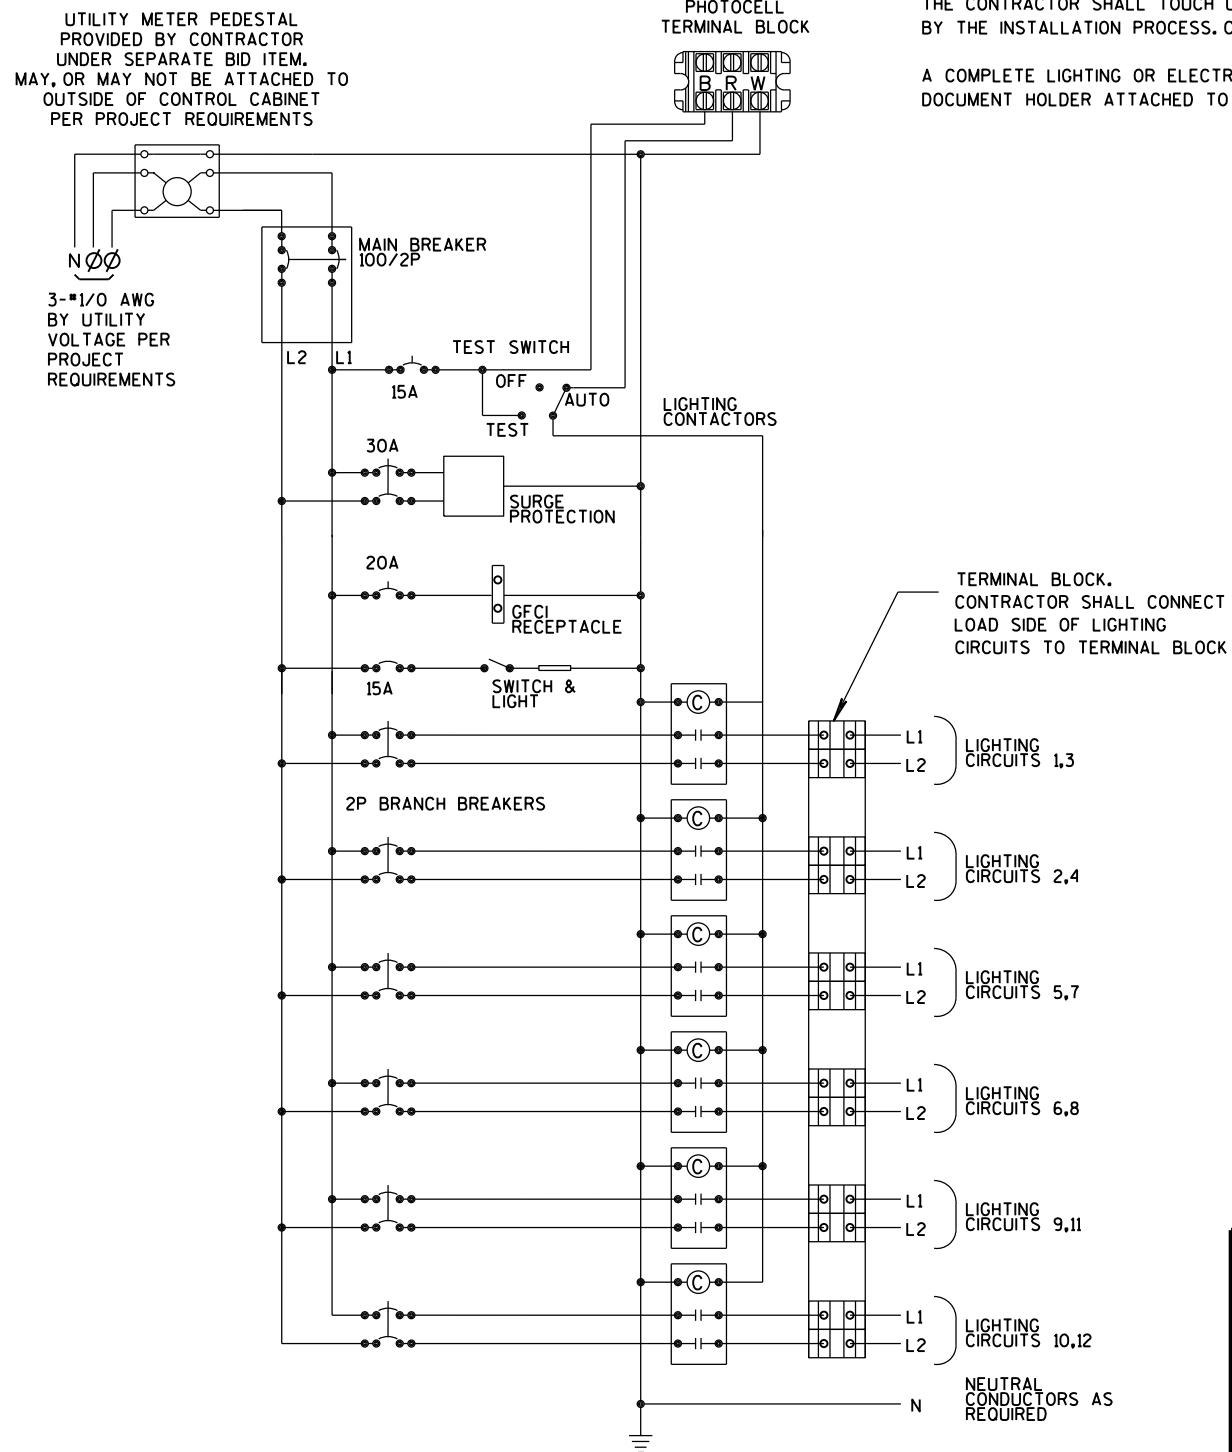 UTILITY METER PEDESTAL
PROVIDED BY CONTRACTOR
UNDER SEPARATE BID ITEM.
MAY, OR MAY NOT BE ATTACHED TO
OUTSIDE OF CONTROL CABINET
PER PROJECT REQUIREMENTS
PHOTOCELL
TERMINAL BLOCK
B R W
THE CONTRACTOR SHALL TOUCH
BY THE INSTALLATION PROCESS.
A COMPLETE LIGHTING OR
DOCUMENT HOLDER ATTACHED TO
N ØØ
3-#1/0 AWG
BY UTILITY
VOLTAGE PER
PROJECT
REQUIREMENTS
MAIN BREAKER
100/2P
L2 L1
TEST SWITCH
15A
OFF
AUTO
TEST
LIGHTING
CONTACTORS
30A
SURGE
PROTECTION
20A
GFCI
RECEPTACLE
15A
SWITCH &
LIGHT
TERMINAL BLOCK.
CONTRACTOR SHALL CONNECT
LOAD SIDE OF LIGHTING
CIRCUITS TO TERMINAL BLOCK
C
L1
L2
LIGHTING
CIRCUITS 1,3
2P BRANCH BREAKERS
C
L1
L2
LIGHTING
CIRCUITS 2,4
C
L1
L2
LIGHTING
CIRCUITS 5,7
C
L1
L2
LIGHTING
CIRCUITS 6,8
C
L1
L2
LIGHTING
CIRCUITS 9,11
C
L1
L2
LIGHTING
CIRCUITS 10,12
N
NEUTRAL
CONDUCTORS AS
REQUIRED